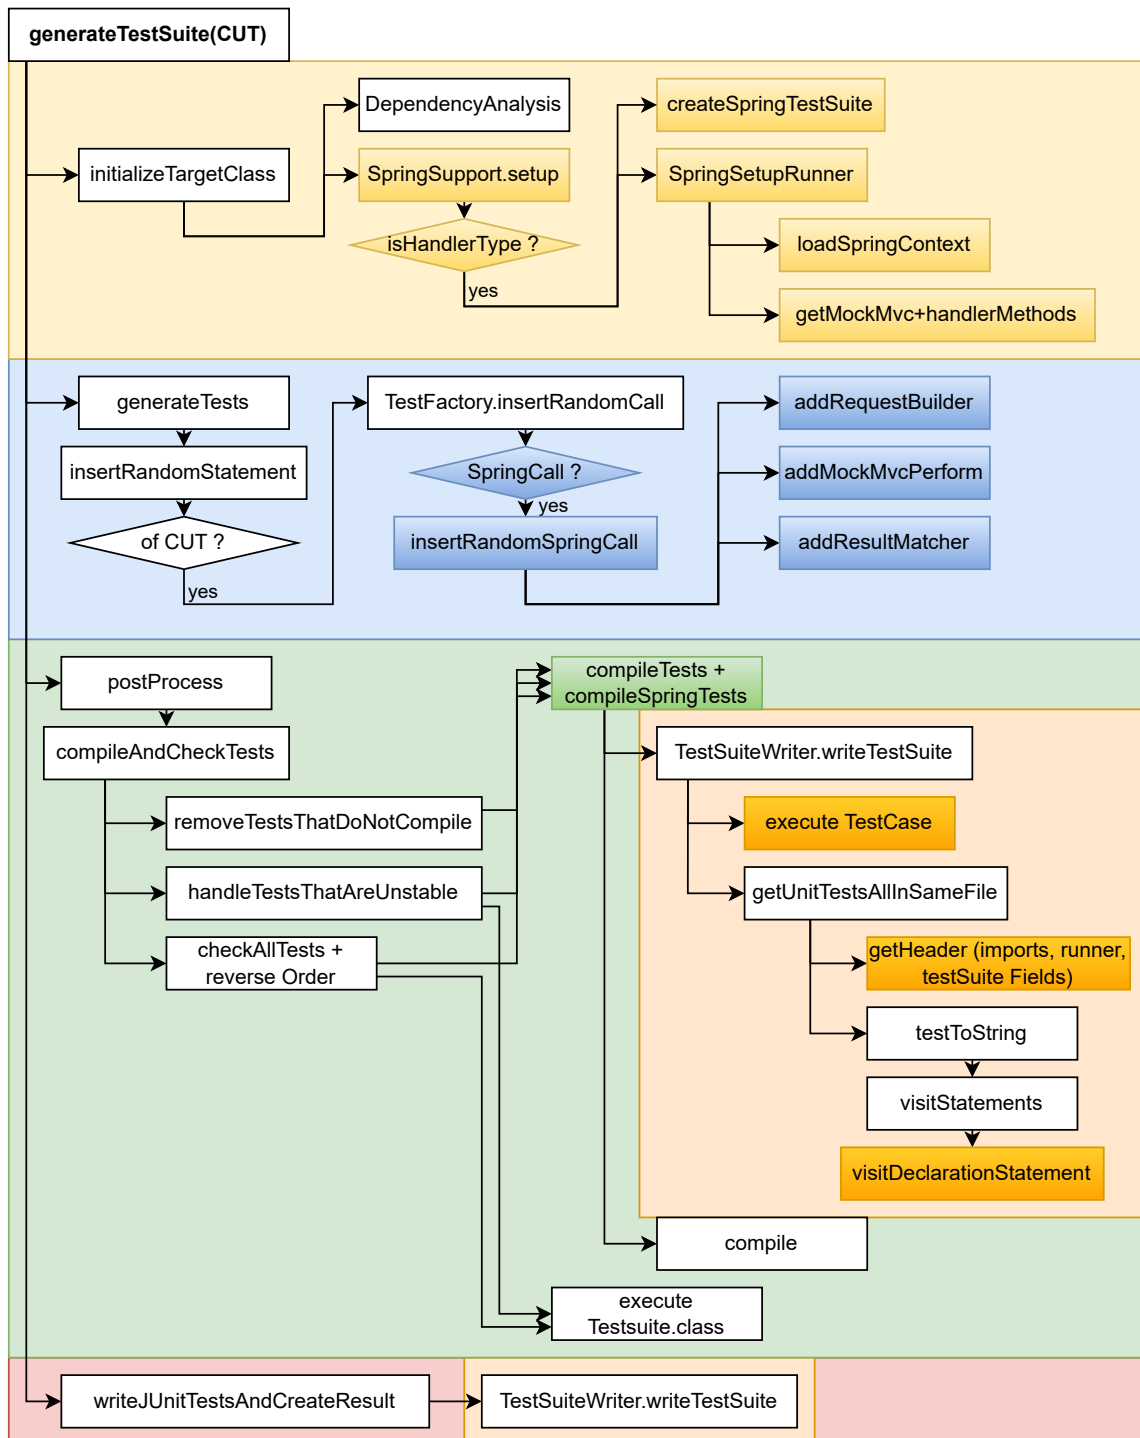 generateTestSuite(CUT)
DependencyAnalysis
createSpringTestSuite
initializeTargetClass
SpringSupport.setup
SpringSetupRunner
isHandlerType ?
loadSpringContext
yes
getMockMvc+handlerMethods
generateTests
TestFactory.insertRandomCall
addRequestBuilder
insertRandomStatement
SpringCall ?
addMockMvcPerform
yes
of CUT ?
insertRandomSpringCall
addResultMatcher
yes
postProcess
compileTests +
compileSpringTests
compileAndCheckTests
TestSuiteWriter.writeTestSuite
removeTestsThatDoNotCompile
execute TestCase
handleTestsThatAreUnstable
getUnitTestsAllInSameFile
checkAllTests +
reverse Order
getHeader (imports, runner,
testSuite Fields)
testToString
visitStatements
visitDeclarationStatement
compile
execute
Testsuite.class
writeJUnitTestsAndCreateResult
TestSuiteWriter.writeTestSuite